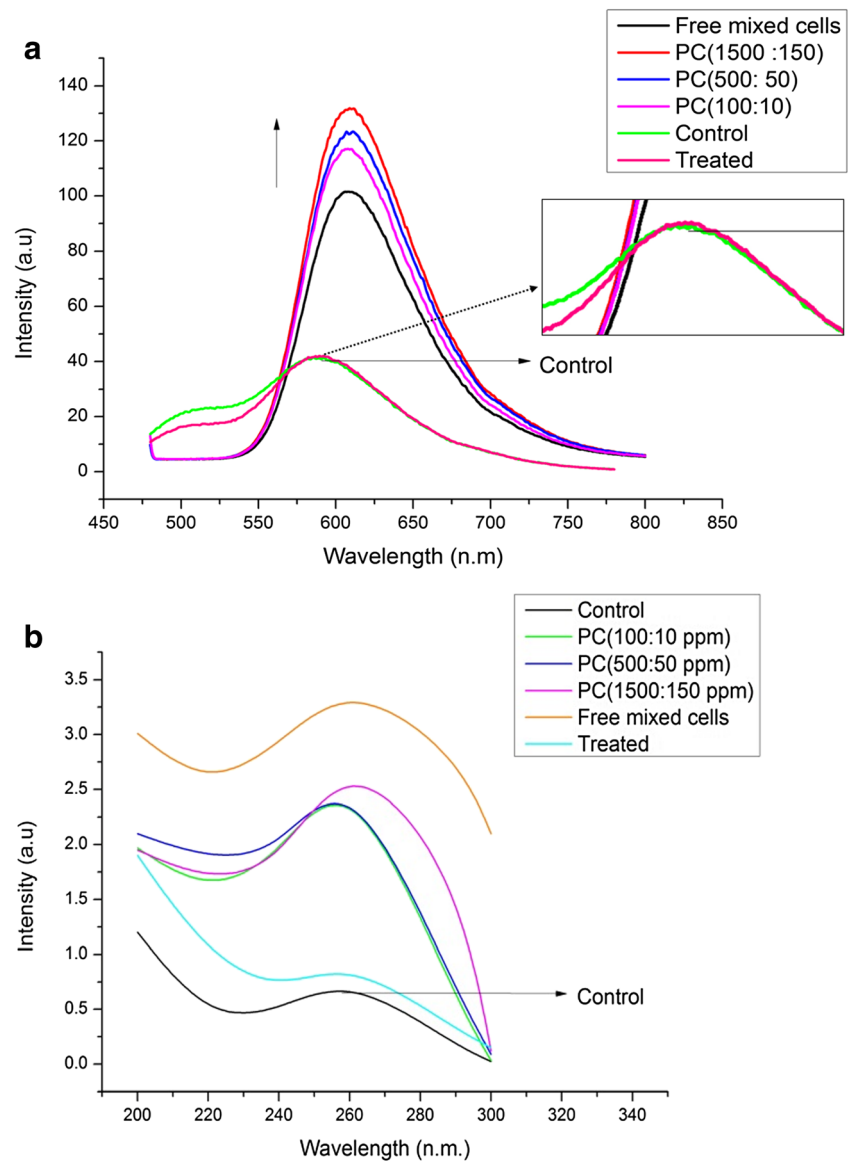 a
Free mixed cells
PC(1500 :150)
PC(500: 50)
PC(100:10)
Control
Treated
140
120
100
80
60
40
20
0
Intensity (a.u)
Control
450
500
550
600
650
700
750
800
850
Wavelength (n.m)
b
Control
PC(100:10 ppm)
PC(500:50 ppm)
PC(1500:150 ppm)
Free mixed cells
Treated
3.5
3.0
2.5
2.0
1.5
1.0
0.5
0.0
Intensity (a.u)
Control
200
220
240
260
280
300
320
340
Wavelength (n.m.)